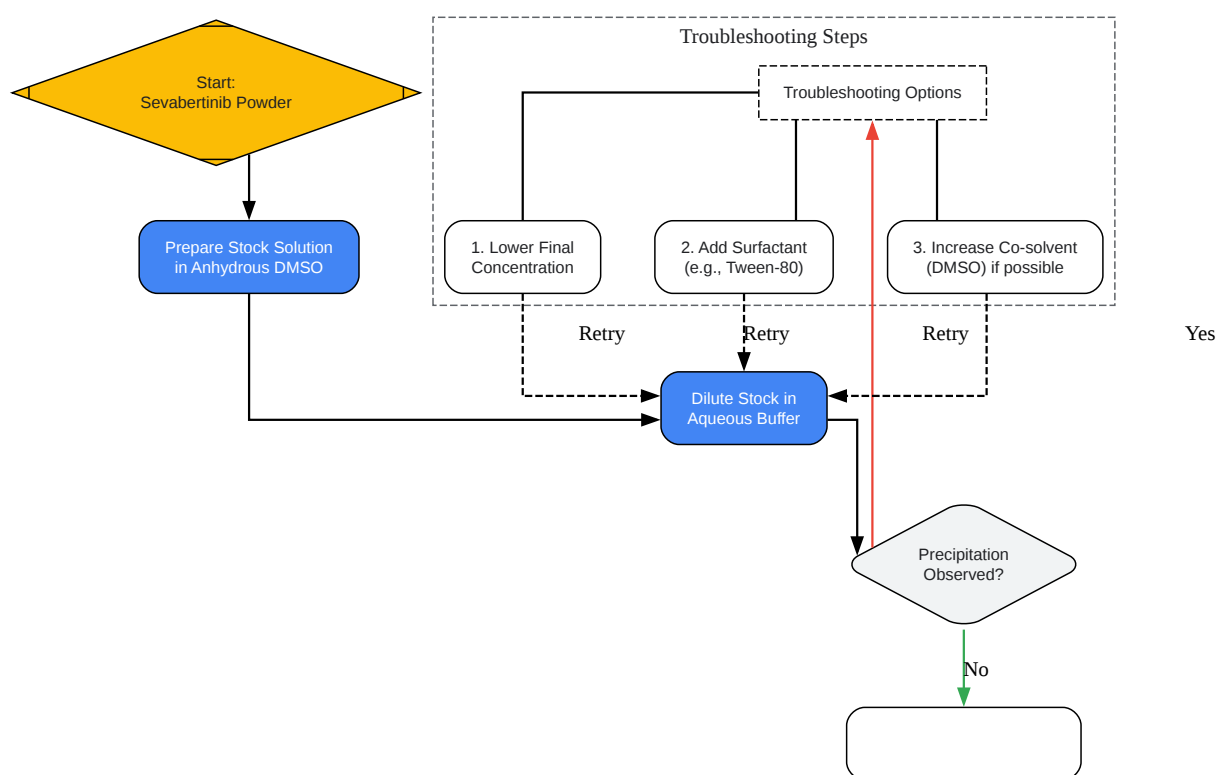 Troubleshooting Steps
Start:
Sevabertinib Powder
Troubleshooting Options
Prepare Stock Solution
in Anhydrous DMSO
1. Lower Final
Concentration
2. Add Surfactant
(e.g., Tween-80)
3. Increase Co-solvent
(DMSO) if possible
Retry
Retry
Retry
Yes
Dilute Stock in
Aqueous Buffer
Precipitation
Observed?
No